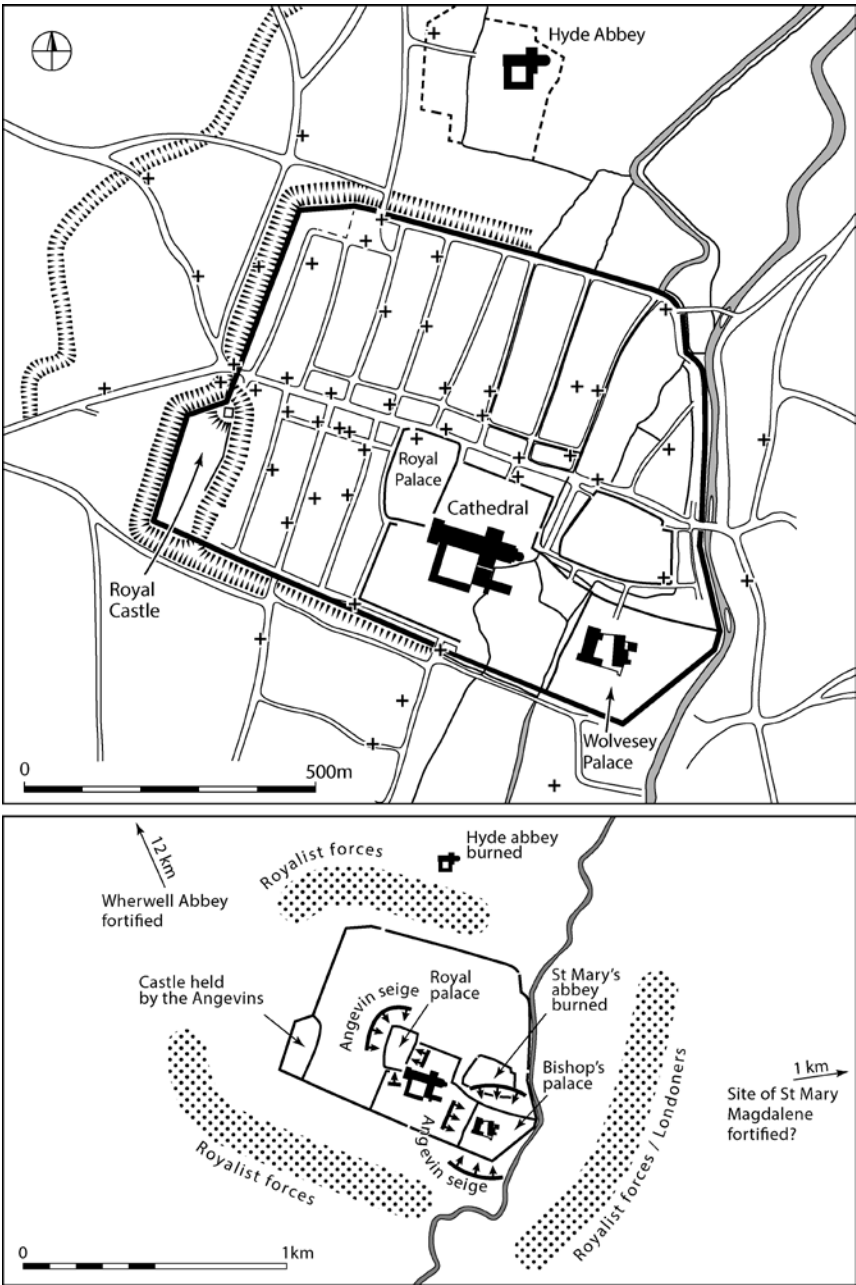 Hyde Abbey
Royal
Palace
Cathedral
Royal
Castle
Wolvesey
Palace
0
500m
12 km
Wherwell Abbey
fortified
Royalist forces
Hyde abbey
burned
Castle held
by the Angevins
Angevin seige
Royal
palace
St Mary's
abbey
burned
Bishop's
palace
1 km
Site of St Mary
Magdalene
fortified?
Angevin seige
Royalist forces
Royalist forces / Londoners
0
1km